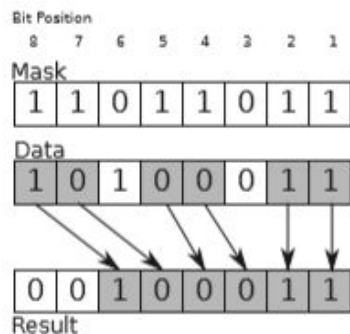 Bit Position
8 7 6 5 4 3 2 1
Mask
1 1 0 1 1 0 1 1
Data
1 0 1 0 0 0 1 1
0 0 1 0 0 0 1 1
Result